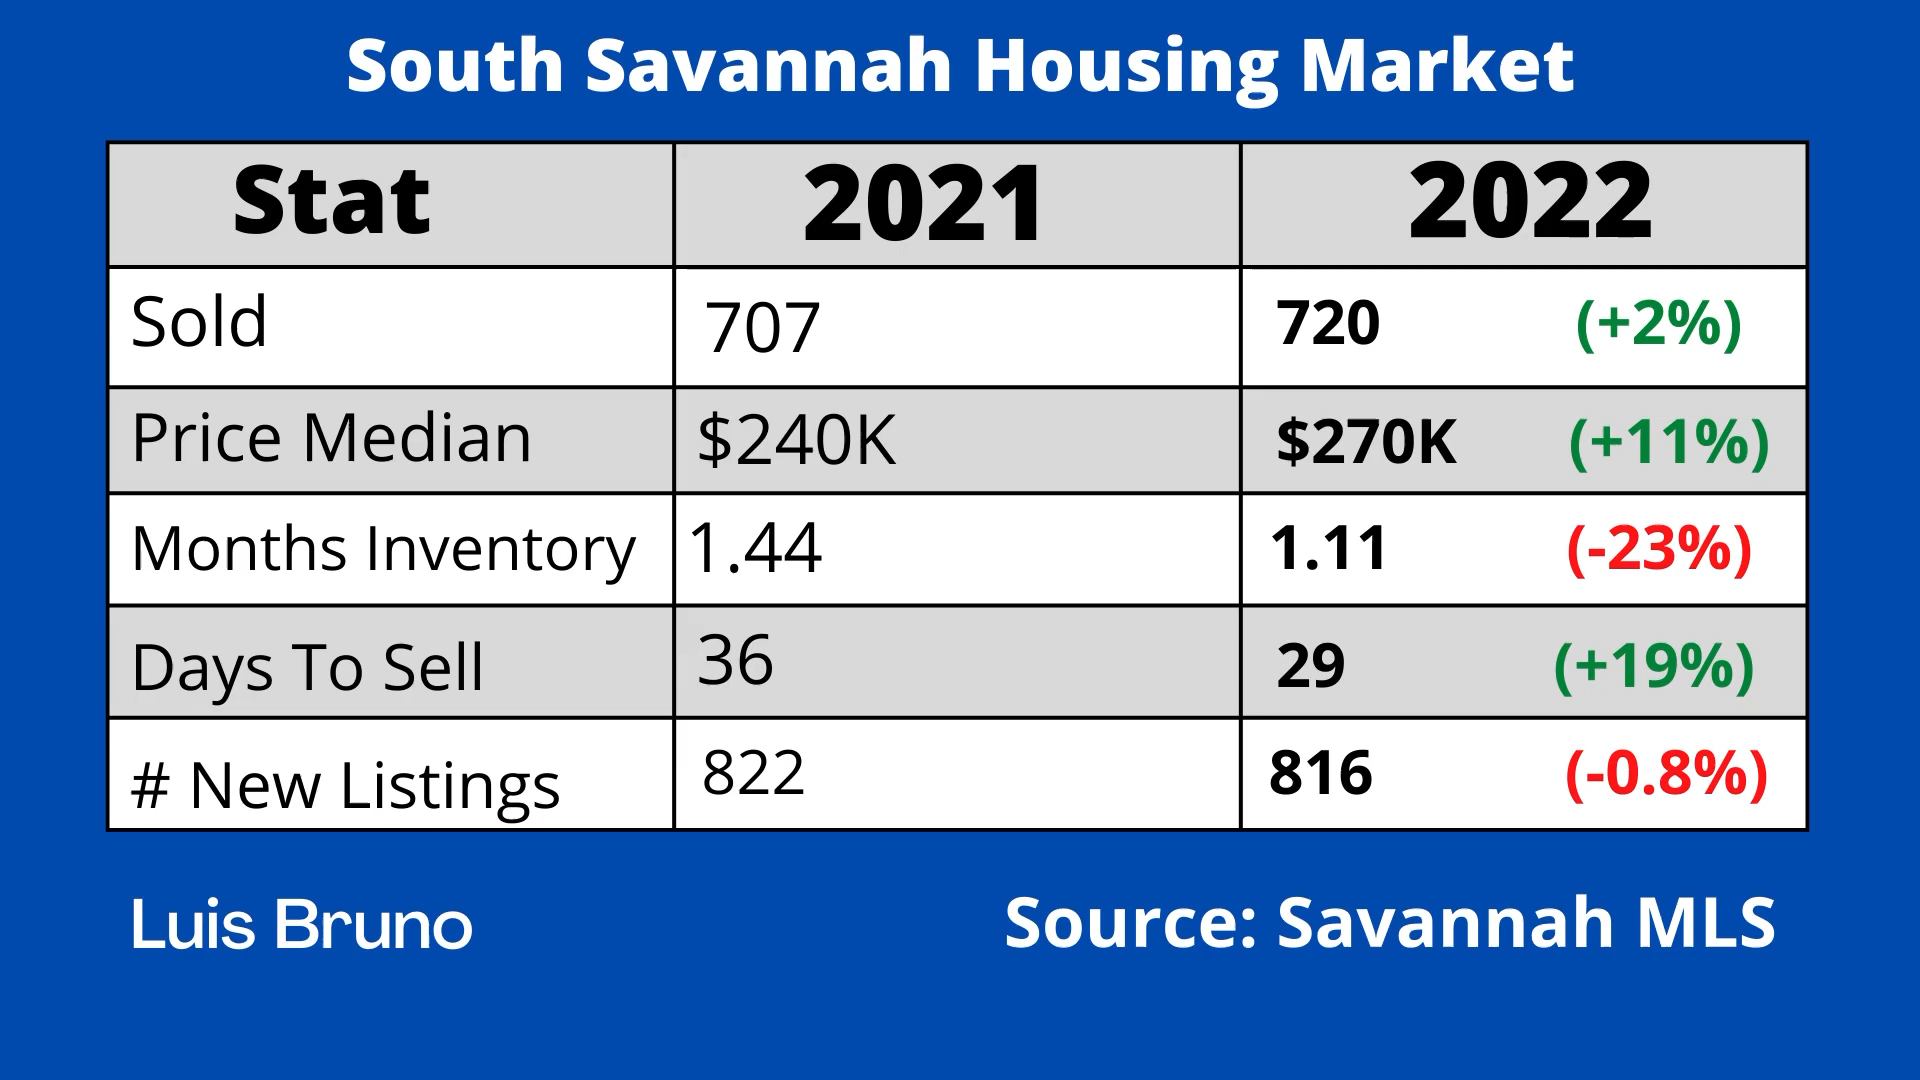 South Savannah Housing Market
Stat 2021 2022
Sold 707 720 (+2%)
Price Median $240K $270K (+11%)
Months Inventory 1.44 1.11 (-23%)
Days To Sell 36 29 (+19%)
# New Listings 822 816 (-0.8%)
Luis Bruno Source: Savannah MLS